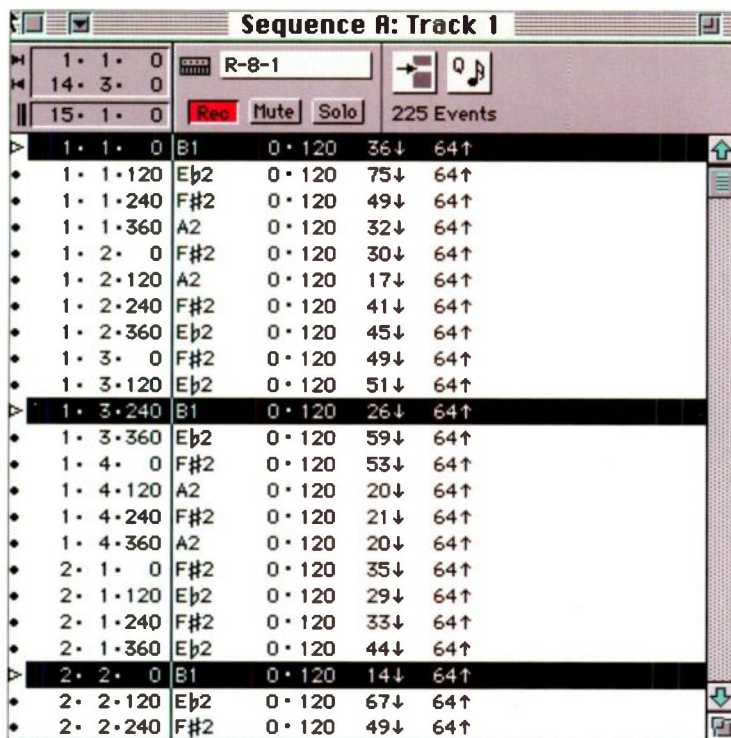 Sequence A: Track 1
1· 1· 0
14· 3· 0
15· 1· 0
R-8-1
Rec Mute Solo
Q
225 Events
1· 1· 0 B1 0·120 36↓ 64↑
1· 1·120 E♭2 0·120 75↓ 64↑
1· 1·240 F♯2 0·120 49↓ 64↑
1· 1·360 A2 0·120 32↓ 64↑
1· 2· 0 F♯2 0·120 30↓ 64↑
1· 2·120 A2 0·120 17↓ 64↑
1· 2·240 F♯2 0·120 41↓ 64↑
1· 2·360 E♭2 0·120 45↓ 64↑
1· 3· 0 F♯2 0·120 49↓ 64↑
1· 3·120 E♭2 0·120 51↓ 64↑
1· 3·240 B1 0·120 26↓ 64↑
1· 3·360 E♭2 0·120 59↓ 64↑
1· 4· 0 F♯2 0·120 53↓ 64↑
1· 4·120 A2 0·120 20↓ 64↑
1· 4·240 F♯2 0·120 21↓ 64↑
1· 4·360 A2 0·120 20↓ 64↑
2· 1· 0 F♯2 0·120 35↓ 64↑
2· 1·120 E♭2 0·120 29↓ 64↑
2· 1·240 F♯2 0·120 33↓ 64↑
2· 1·360 E♭2 0·120 44↓ 64↑
2· 2· 0 B1 0·120 14↓ 64↑
2· 2·120 E♭2 0·120 67↓ 64↑
2· 2·240 F♯2 0·120 49↓ 64↑